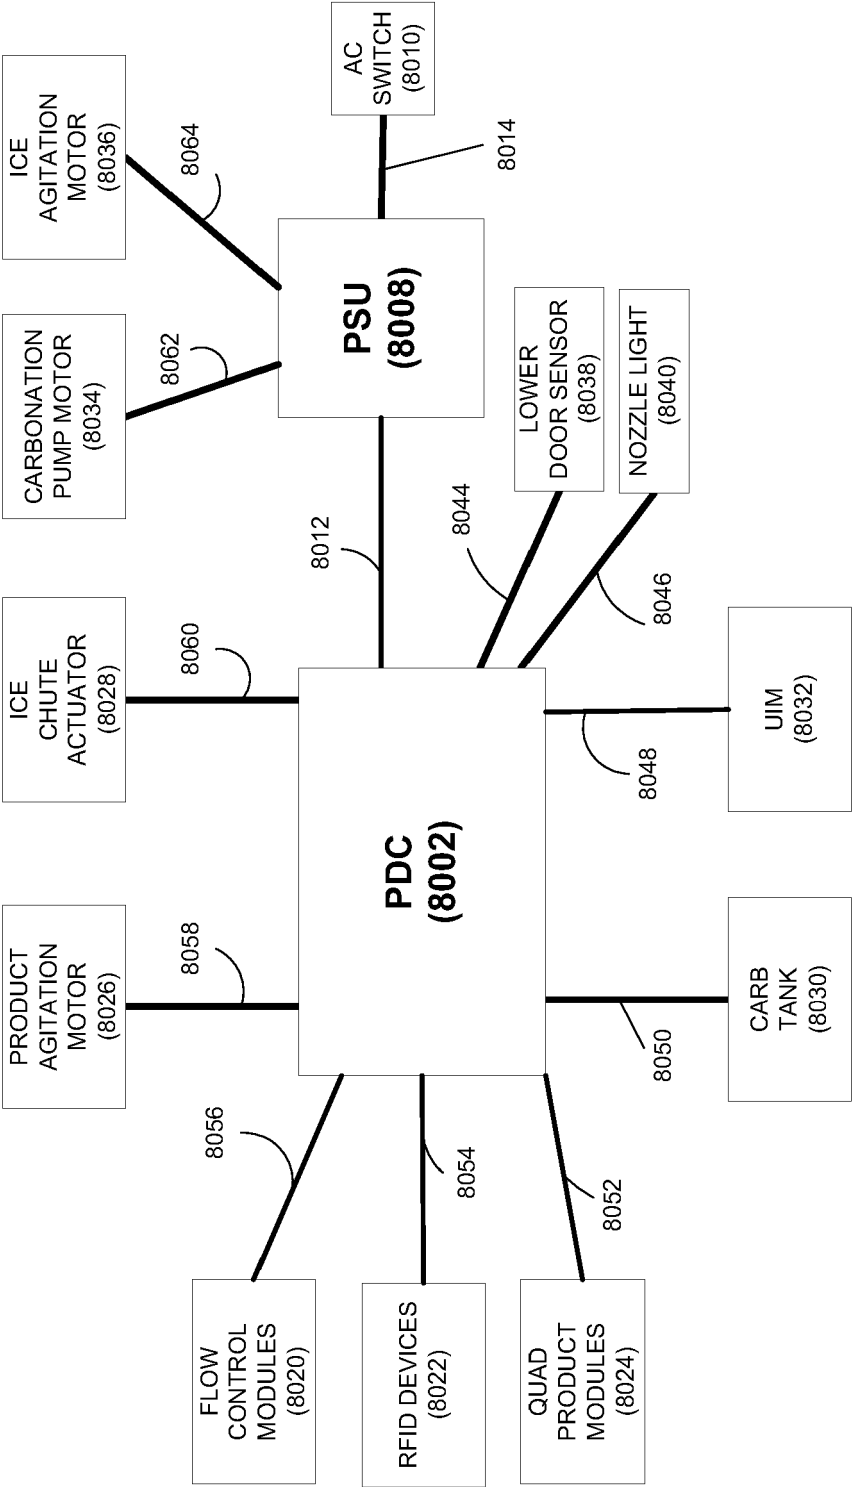 FLOW
CONTROL
MODULES
(8020)
RFID DEVICES
(8022)
QUAD
PRODUCT
MODULES
(8024)
8056
8054
8052
PRODUCT
AGITATION
MOTOR
(8026)
8058
ICE
CHUTE
ACTUATOR
(8028)
8060
PDC
(8002)
8050
CARB
TANK
(8030)
8048
UIM
(8032)
CARBONATION
PUMP MOTOR
(8034)
8062
ICE
AGITATION
MOTOR
(8036)
8064
8012
PSU
(8008)
8014
AC
SWITCH
(8010)
8044
LOWER
DOOR SENSOR
(8038)
8046
NOZZLE LIGHT
(8040)